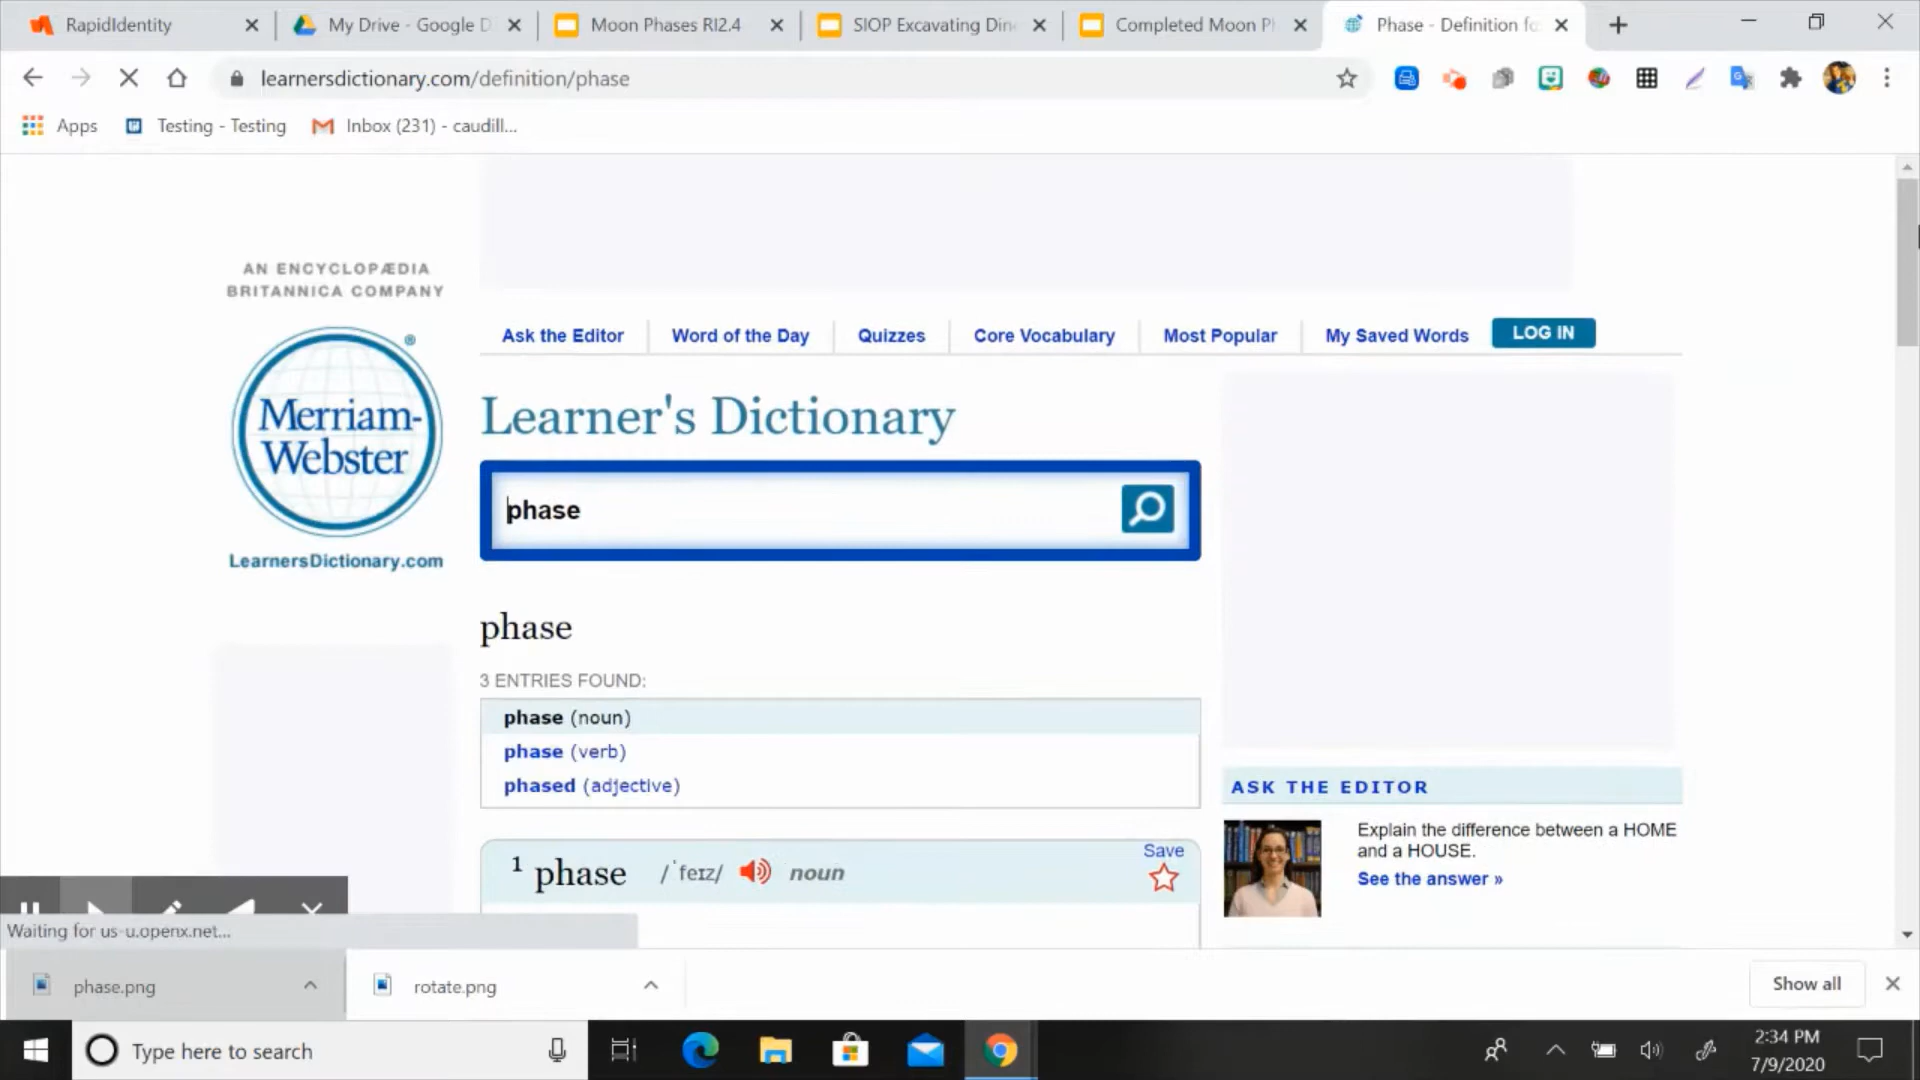 RapidIdentity
My Drive - Google D
Moon Phases RI2.4
SIOP Excavating Din
Completed Moon P
Phase - Definition fo
learnersdictionary.com/definition/phase
Apps
Testing - Testing
Inbox (231) - caudill...
AN ENCYCLOPÆDIA
BRITANNICA COMPANY
Merriam-
Webster
®
LearnersDictionary.com
Ask the Editor
Word of the Day
Quizzes
Core Vocabulary
Most Popular
My Saved Words
LOG IN
Learner's Dictionary
phase
phase
3 ENTRIES FOUND:
phase (noun)
phase (verb)
phased (adjective)
1 phase /ˈfeɪz/ noun
Save
ASK THE EDITOR
Explain the difference between a HOME
and a HOUSE.
See the answer »
Waiting for us-u.openx.net...
phase.png
rotate.png
Show all
Type here to search
2:34 PM
7/9/2020